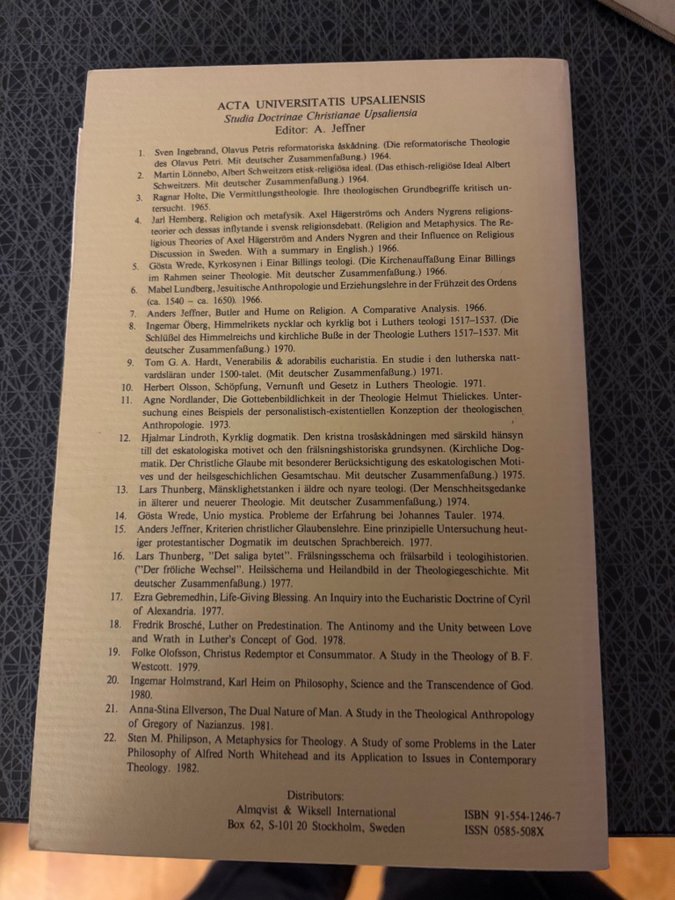 ACTA UNIVERSITATIS UPSALIENSIS
Studia Doctrinae Christianae Upsaliensia
Editor: A. Jeffner
1. Sven Ingebrand, Olavus Petris reformatoriska åskådning. (Die reformatorische Theologie
des Olavus Petri. Mit deutscher Zusammenfaßung.) 1964.
2. Martin Lönnebo, Albert Schweitzers etisk-religiösa ideal. (Das ethisch-religiöse Ideal Albert
Schweitzers. Mit deutscher Zusammenfaßung.) 1964.
3. Ragnar Holte, Die Vermittlungstheologie. Ihre theologischen Grundbegriffe kritisch un-
tersucht. 1965.
4. Jarl Hemberg, Religion och metafysik. Axel Hägerströms och Anders Nygrens religions-
teorier och dessas inflytande i svensk religionsdebatt. (Religion and Metaphysics. The Re-
ligious Theories of Axel Hägerström and Anders Nygren and their Influence on Religious
Discussion in Sweden. With a summary in English.) 1966.
5. Gösta Wrede, Kyrkosynen i Einar Billings teologi. (Die Kirchenauffaßung Einar Billings
im Rahmen seiner Theologie. Mit deutscher Zusammenfaßung.) 1966.
6. Mabel Lundberg, Jesuitische Anthropologie und Erziehungslehre in der Frühzeit des Ordens
(ca. 1540 – ca. 1650). 1966.
7. Anders Jeffner, Butler and Hume on Religion. A Comparative Analysis. 1966.
8. Ingemar Öberg, Himmelrikets nycklar och kyrklig bot i Luthers teologi 1517–1537. (Die
Schlüßel des Himmelreichs und kirchliche Buße in der Theologie Luthers 1517–1537. Mit
deutscher Zusammenfaßung.) 1970.
9. Tom G. A. Hardt, Venerabilis & adorabilis eucharistia. En studie i den lutherska natt-
vardsläran under 1500-talet. (Mit deutscher Zusammenfaßung.) 1971.
10. Herbert Olsson, Schöpfung, Vernunft und Gesetz in Luthers Theologie. 1971.
11. Agne Nordlander, Die Gottebenbildlichkeit in der Theologie Helmut Thielickes. Unter-
suchung eines Beispiels der personalistisch-existentiellen Konzeption der theologischen
Anthropologie. 1973.
12. Hjalmar Lindroth, Kyrklig dogmatik. Den kristna trosåskådningen med särskild hänsyn
till det eskatologiska motivet och den frälsningshistoriska grundsynen. (Kirchliche Dog-
matik. Der Christliche Glaube mit besonderer Berücksichtigung des eskatologischen Moti-
ves und der heilsgeschichlichen Gesamtschau. Mit deutscher Zusammenfaßung.) 1975.
13. Lars Thunberg, Mänsklighetstanken i äldre och nyare teologi. (Der Menschheitsgedanke
in älterer und neuerer Theologie. Mit deutscher Zusammenfaßung.) 1974.
14. Gösta Wrede, Unio mystica. Probleme der Erfahrung bei Johannes Tauler. 1974.
15. Anders Jeffner, Kriterien christlicher Glaubenslehre. Eine prinzipielle Untersuchung heut-
iger protestantischer Dogmatik im deutschen Sprachbereich. 1977.
16. Lars Thunberg, "Det saliga bytet". Frälsningsschema och frälsarbild i teologihistorien.
("Der fröliche Wechsel". Heilsschema und Heilandbild in der Theologiegeschichte. Mit
deutscher Zusammenfaßung.) 1977.
17. Ezra Gebremedhin, Life-Giving Blessing. An Inquiry into the Eucharistic Doctrine of Cyril
of Alexandria. 1977.
18. Fredrik Brosché, Luther on Predestination. The Antinomy and the Unity between Love
and Wrath in Luther's Concept of God. 1978.
19. Folke Olofsson, Christus Redemptor et Consummator. A Study in the Theology of B. F.
Westcott. 1979.
20. Ingemar Holmstrand, Karl Heim on Philosophy, Science and the Transcendence of God.
1980.
21. Anna-Stina Ellverson, The Dual Nature of Man. A Study in the Theological Anthropology
of Gregory of Nazianzus. 1981.
22. Sten M. Philipson, A Metaphysics for Theology. A Study of some Problems in the Later
Philosophy of Alfred North Whitehead and its Application to Issues in Contemporary
Theology. 1982.
Distributors:
Almqvist & Wiksell International
Box 62, S-101 20 Stockholm, Sweden
ISBN 91-554-1246-7
ISSN 0585-508X